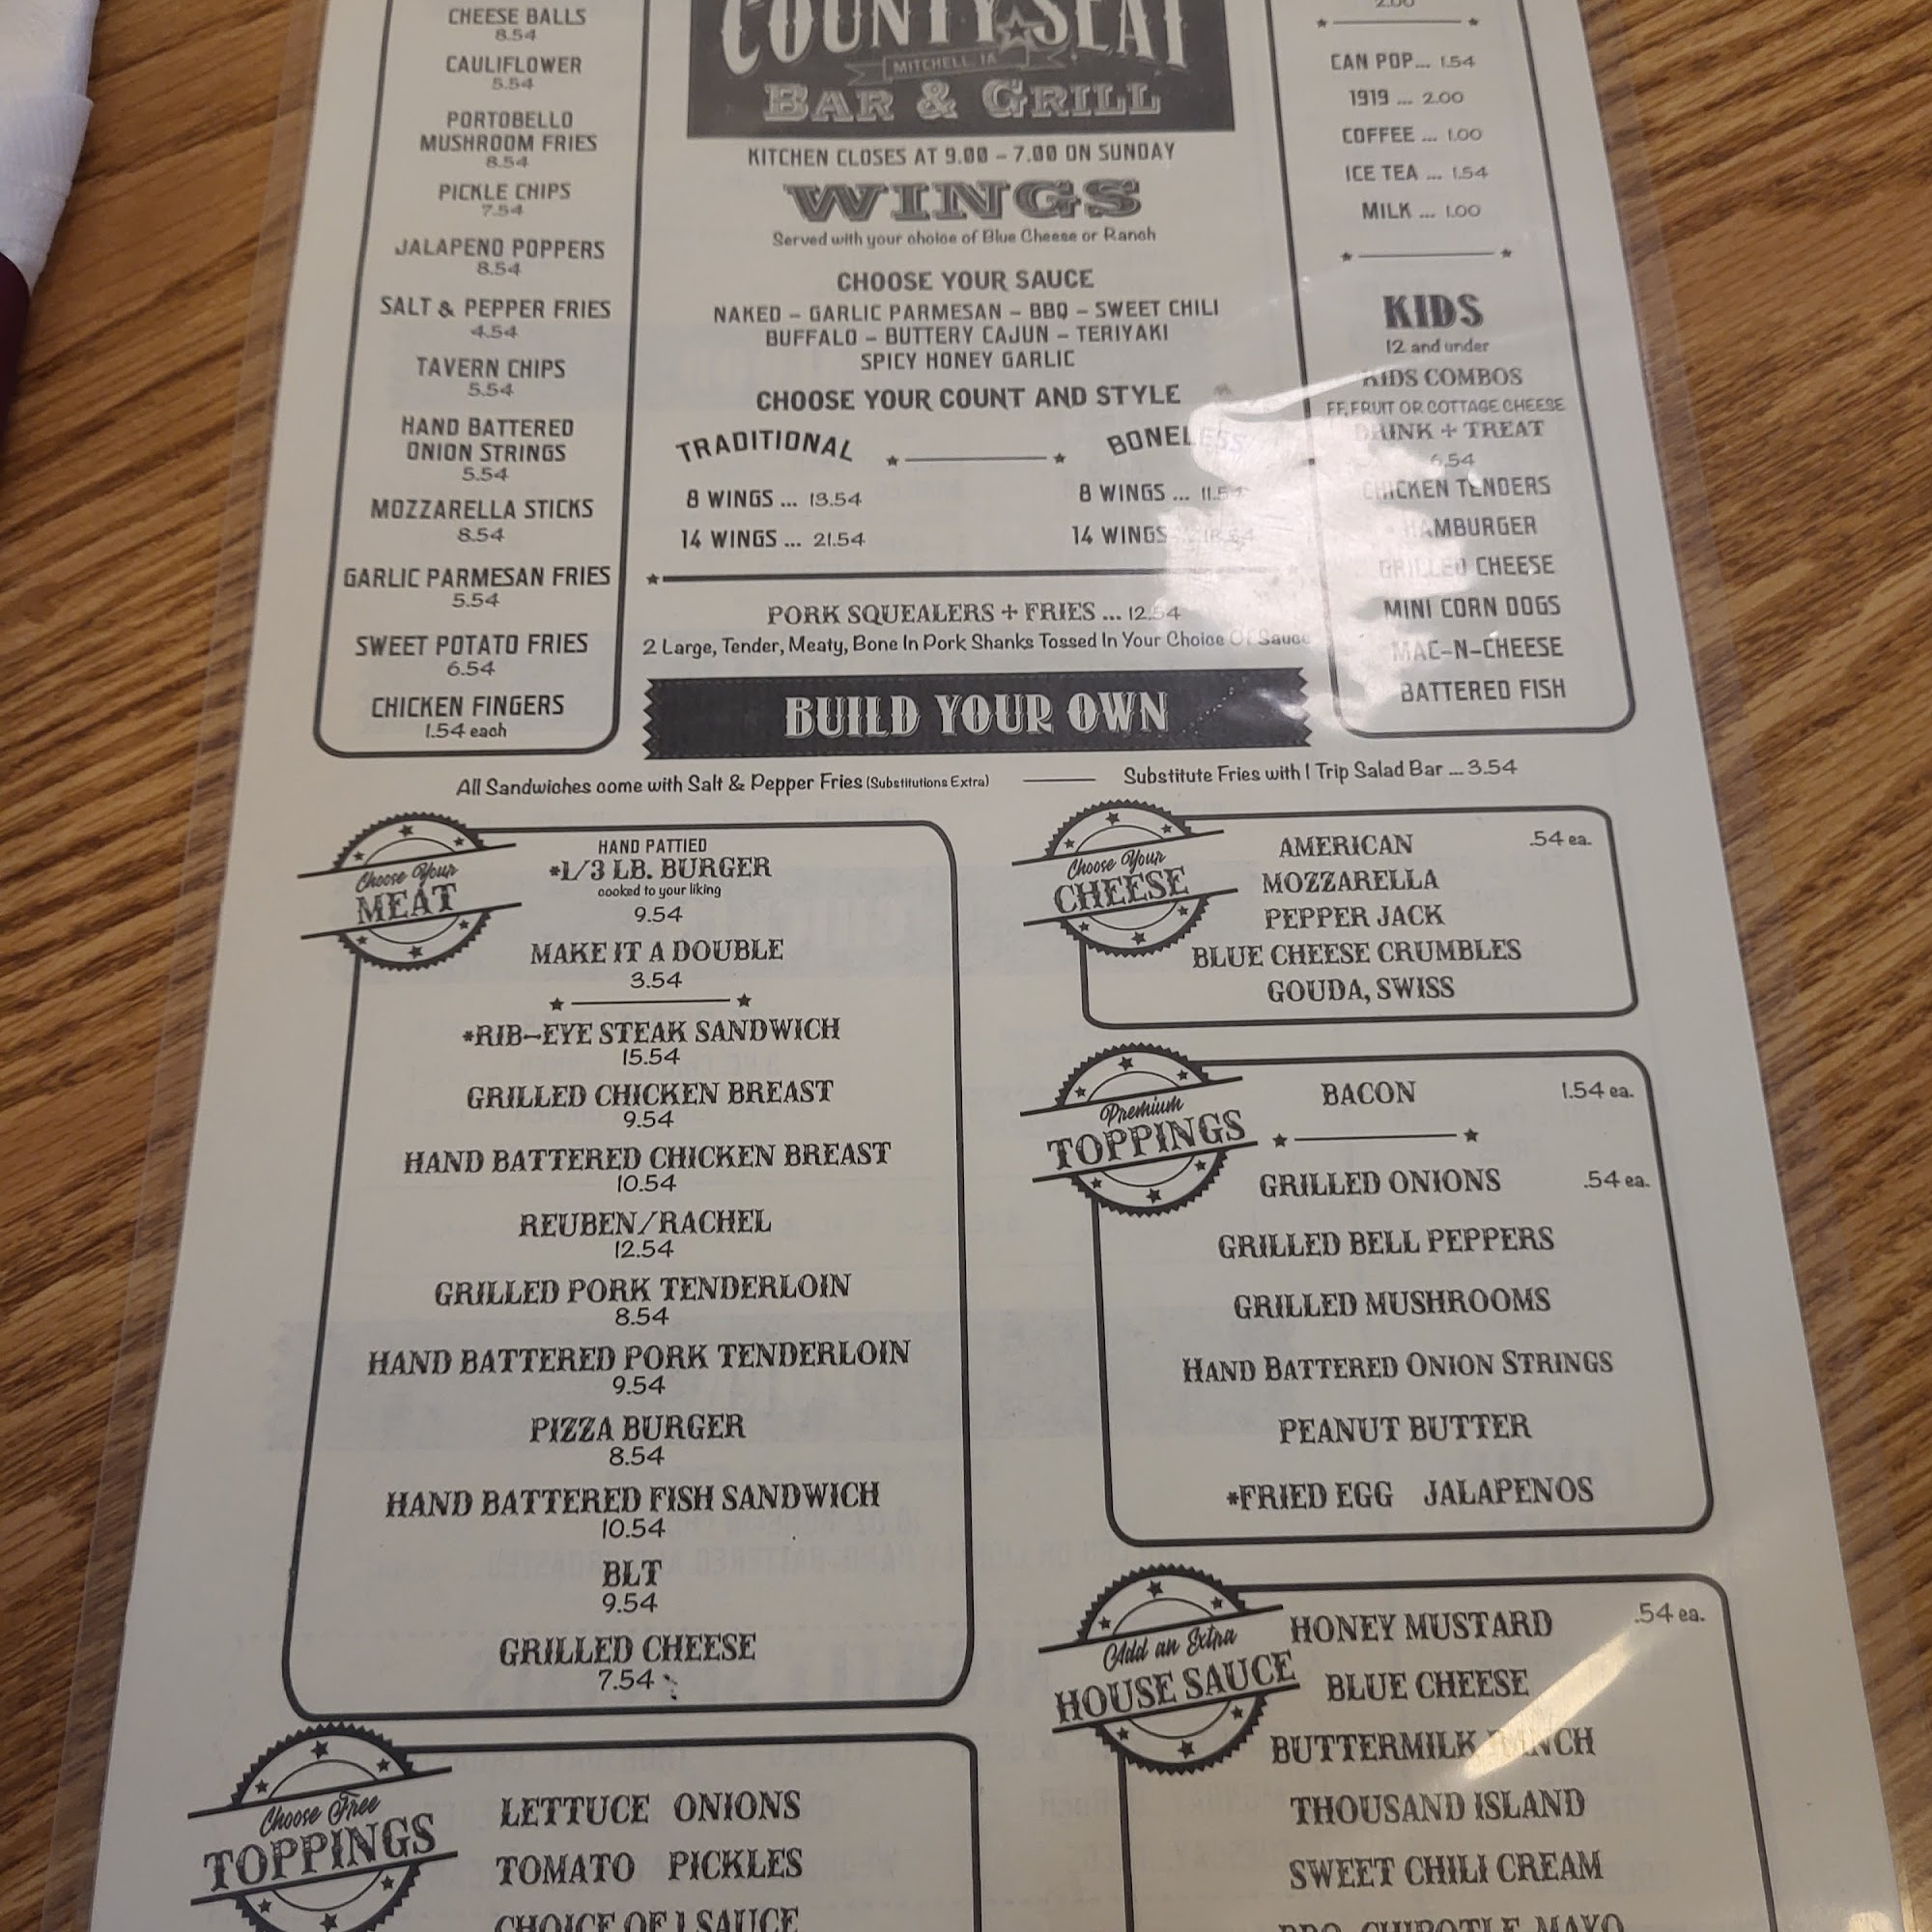 CHEESE BALLS
8.54
CAULIFLOWER
5.54
PORTOBELLO
MUSHROOM FRIES
8.54
PICKLE CHIPS
7.54
JALAPENO POPPERS
8.54
SALT & PEPPER FRIES
4.54
TAVERN CHIPS
5.54
HAND BATTERED
ONION STRINGS
5.54
MOZZARELLA STICKS
8.54
GARLIC PARMESAN FRIES
5.54
SWEET POTATO FRIES
6.54
CHICKEN FINGERS
1.54 each
COUNTY SEAT
MITCHELL, IA
BAR & GRILL
KITCHEN CLOSES AT 9.00 – 7.00 ON SUNDAY
WINGS
Served with your choice of Blue Cheese or Ranch
CHOOSE YOUR SAUCE
NAKED – GARLIC PARMESAN – BBQ – SWEET CHILI
BUFFALO – BUTTERY CAJUN – TERIYAKI
SPICY HONEY GARLIC
CHOOSE YOUR COUNT AND STYLE
TRADITIONAL
8 WINGS ... 13.54
14 WINGS ... 21.54
BONELESS
8 WINGS ... 11.54
14 WINGS
PORK SQUEALERS + FRIES ... 12.54
2 Large, Tender, Meaty, Bone In Pork Shanks Tossed In Your Choice Of Sauce
2.00
CAN POP... 1.54
1919 ... 2.00
COFFEE ... 1.00
ICE TEA ... 1.54
MILK ... 1.00
KIDS
12 and under
KIDS COMBOS
FF, FRUIT OR COTTAGE CHEESE
DRINK + TREAT
6.54
CHICKEN TENDERS
HAMBURGER
GRILLED CHEESE
MINI CORN DOGS
MAC-N-CHEESE
BATTERED FISH
BUILD YOUR OWN
All Sandwiches come with Salt & Pepper Fries (Substitutions Extra)
Substitute Fries with 1 Trip Salad Bar ... 3.54
Choose Your
MEAT
HAND PATTIED
*1/3 LB. BURGER
cooked to your liking
9.54
MAKE IT A DOUBLE
3.54
*RIB-EYE STEAK SANDWICH
15.54
GRILLED CHICKEN BREAST
9.54
HAND BATTERED CHICKEN BREAST
10.54
REUBEN/RACHEL
12.54
GRILLED PORK TENDERLOIN
8.54
HAND BATTERED PORK TENDERLOIN
9.54
PIZZA BURGER
8.54
HAND BATTERED FISH SANDWICH
10.54
BLT
9.54
GRILLED CHEESE
7.54
Choose Free
TOPPINGS
LETTUCE ONIONS
TOMATO PICKLES
CHOICE OF 1 SAUCE
Choose Your
CHEESE
AMERICAN .54 ea.
MOZZARELLA
PEPPER JACK
BLUE CHEESE CRUMBLES
GOUDA, SWISS
Premium
TOPPINGS
BACON 1.54 ea.
GRILLED ONIONS .54 ea.
GRILLED BELL PEPPERS
GRILLED MUSHROOMS
HAND BATTERED ONION STRINGS
PEANUT BUTTER
*FRIED EGG JALAPENOS
Add an Extra
HOUSE SAUCE
HONEY MUSTARD .54 ea.
BLUE CHEESE
BUTTERMILK RANCH
THOUSAND ISLAND
SWEET CHILI CREAM
BBQ CHIPOTLE MAYO